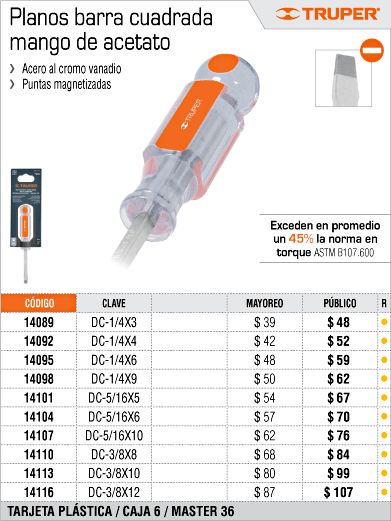 Planos barra cuadrada
mango de acetato
TRUPER
❯ Acero al cromo vanadio
❯ Puntas magnetizadas
TRUPER
TRUPER
Exceden en promedio
un 45% la norma en
torque ASTM B107.600
CÓDIGO CLAVE MAYOREO PÚBLICO R
14089 DC-1/4X3 $ 39 $ 48
14092 DC-1/4X4 $ 42 $ 52
14095 DC-1/4X6 $ 48 $ 59
14098 DC-1/4X9 $ 50 $ 62
14101 DC-5/16X5 $ 54 $ 67
14104 DC-5/16X6 $ 57 $ 70
14107 DC-5/16X10 $ 62 $ 76
14110 DC-3/8X8 $ 68 $ 84
14113 DC-3/8X10 $ 80 $ 99
14116 DC-3/8X12 $ 87 $ 107
TARJETA PLÁSTICA / CAJA 6 / MASTER 36